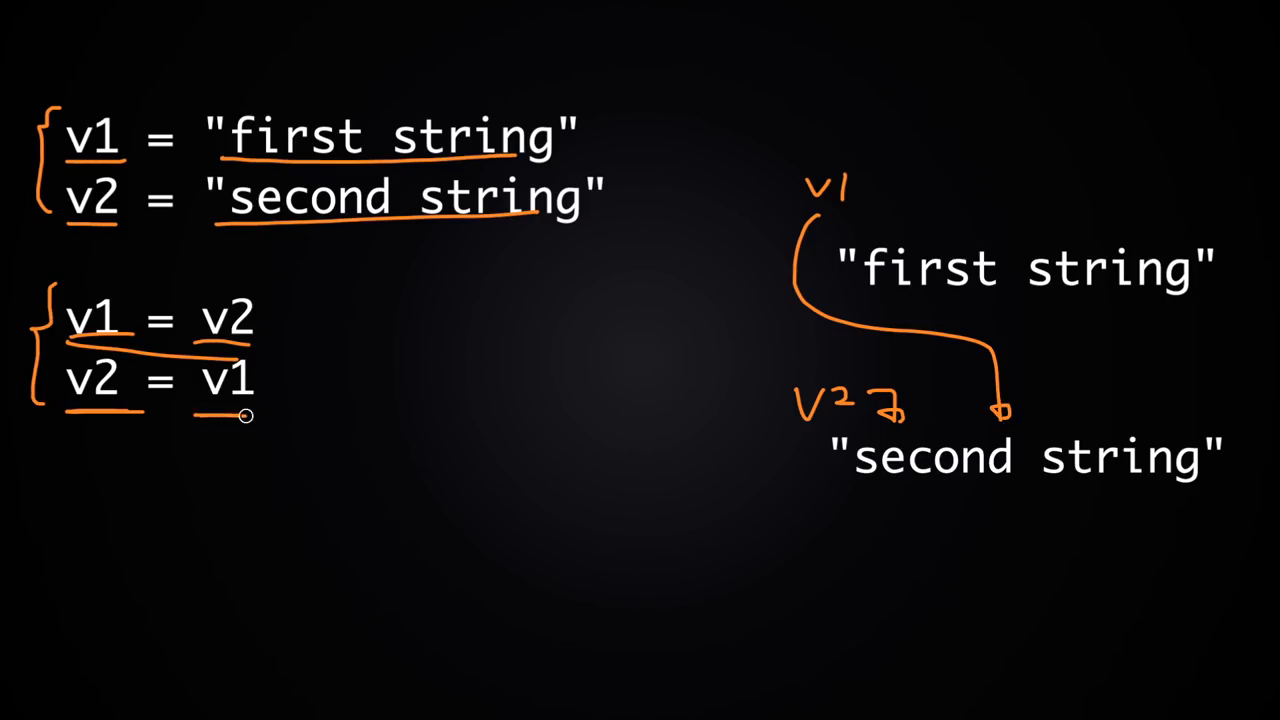 v1 = "first string"
v2 = "second string"
v1 = v2
v2 = v1
v1
"first string"
v2
"second string"